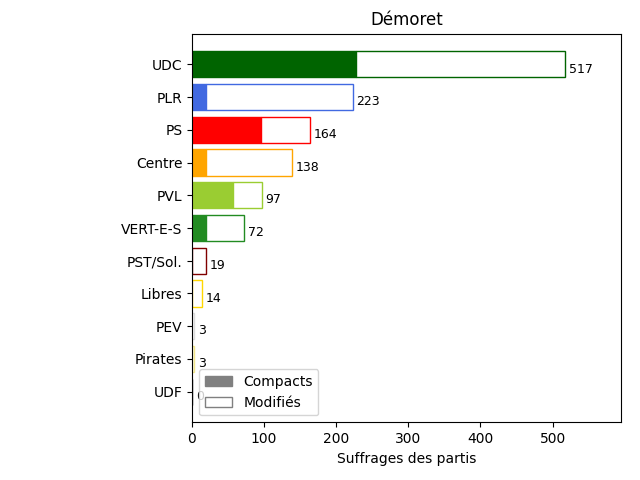 Démoret
UDC 517
PLR 223
PS 164
Centre 138
PVL 97
VERT-E-S 72
PST/Sol. 19
Libres 14
PEV 3
Pirates 3
UDF 0
Compacts
Modifiés
0 100 200 300 400 500
Suffrages des partis